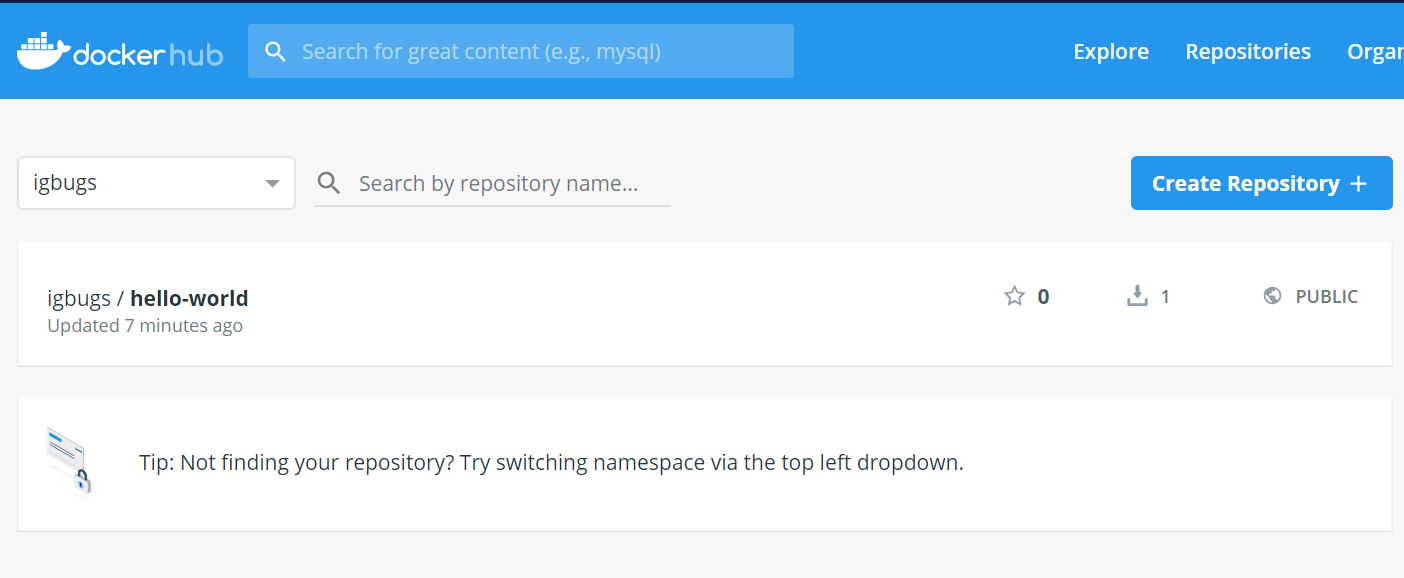 docker hub
Search for great content (e.g., mysql)
Explore
Repositories
Organ
igbugs
Search by repository name...
Create Repository +
igbugs / hello-world
0
1
PUBLIC
Updated 7 minutes ago
Tip: Not finding your repository? Try switching namespace via the top left dropdown.